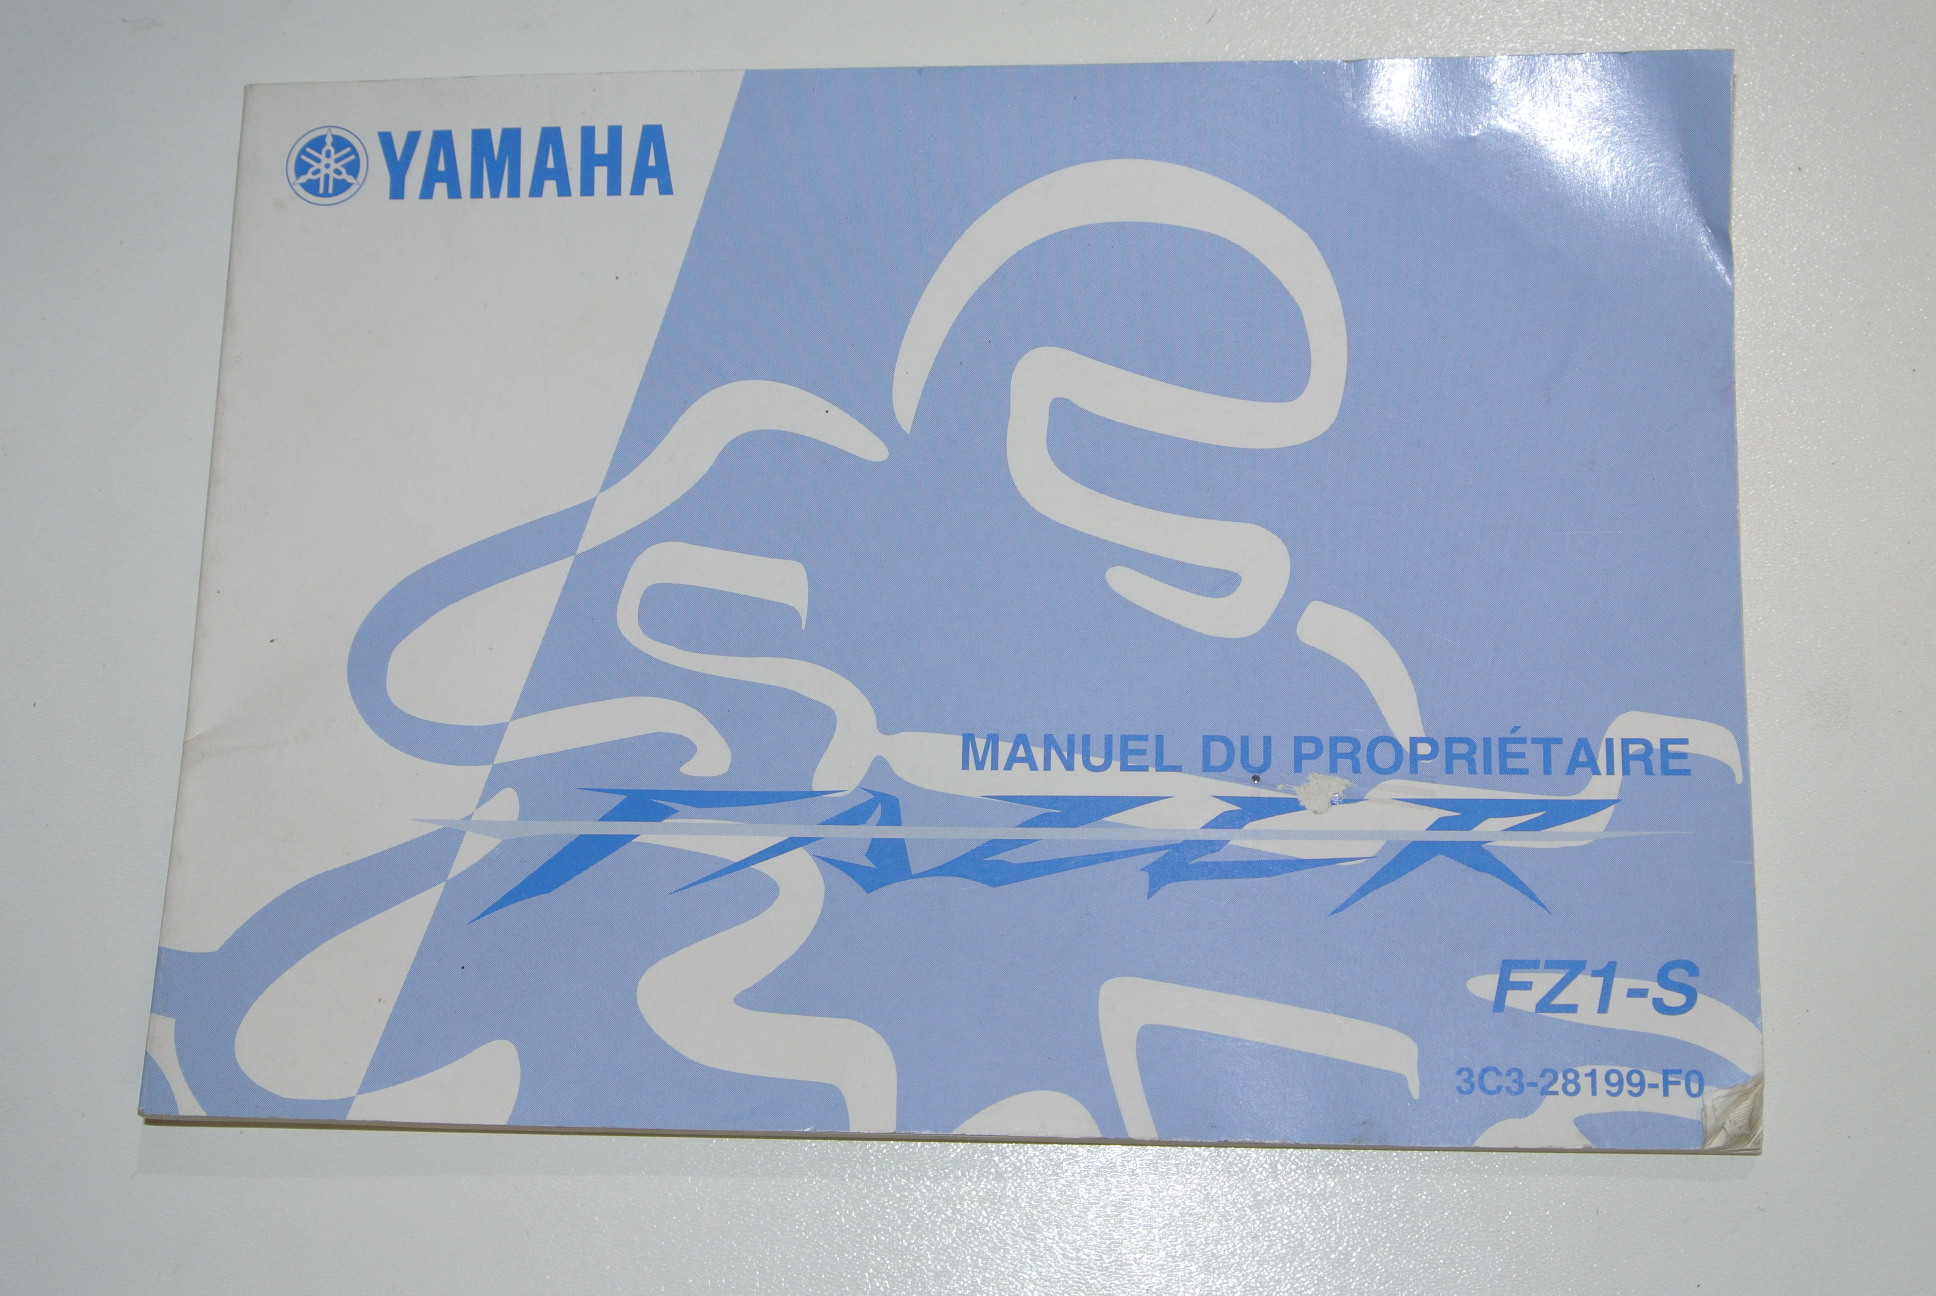 YAMAHA
MANUEL DU PROPRIÉTAIRE
FAZER
FZ1-S
3C3-28199-F0